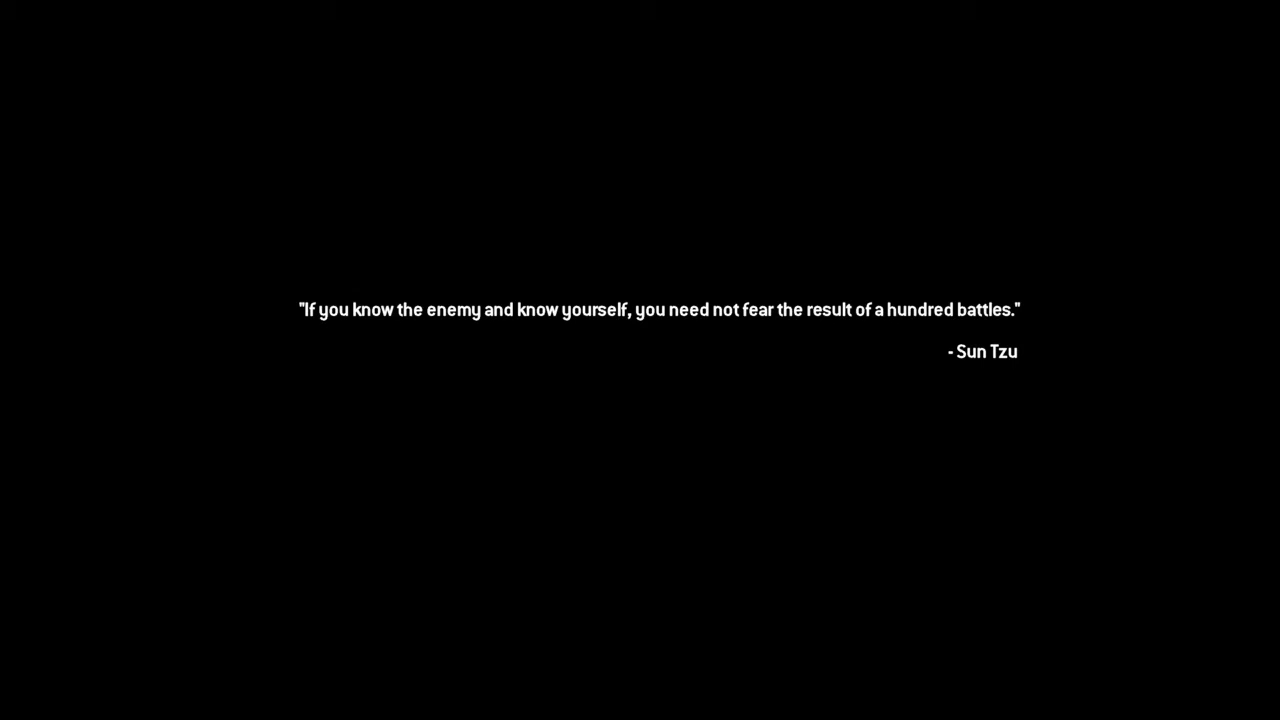 "If you know the enemy and know yourself, you need not fear the result of a hundred battles."
- Sun Tzu